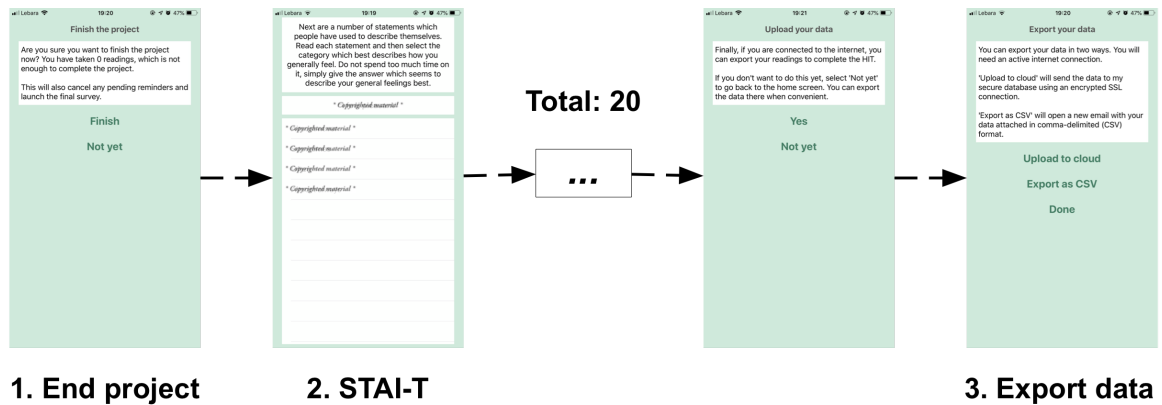 Lebara 19:20 47%
Finish the project
Are you sure you want to finish the project
now? You have taken 0 readings, which is not
enough to complete the project.
This will also cancel any pending reminders and
launch the final survey.
Finish
Not yet
1. End project
Lebara 19:19 47%
Next are a number of statements which
people have used to describe themselves.
Read each statement and then select the
category which best describes how you
generally feel. Do not spend too much time on
it, simply give the answer which seems to
describe your general feelings best.
* Copyrighted material *
* Copyrighted material *
* Copyrighted material *
* Copyrighted material *
* Copyrighted material *
2. STAI-T
Total: 20
...
Lebara 19:21 47%
Upload your data
Finally, if you are connected to the internet, you
can export your readings to complete the HIT.
If you don't want to do this yet, select 'Not yet'
to go back to the home screen. You can export
the data there when convenient.
Yes
Not yet
Lebara 19:20 47%
Export your data
You can export your data in two ways. You will
need an active internet connection.
'Upload to cloud' will send the data to my
secure database using an encrypted SSL
connection.
'Export as CSV' will open a new email with your
data attached in comma-delimited (CSV)
format.
Upload to cloud
Export as CSV
Done
3. Export data